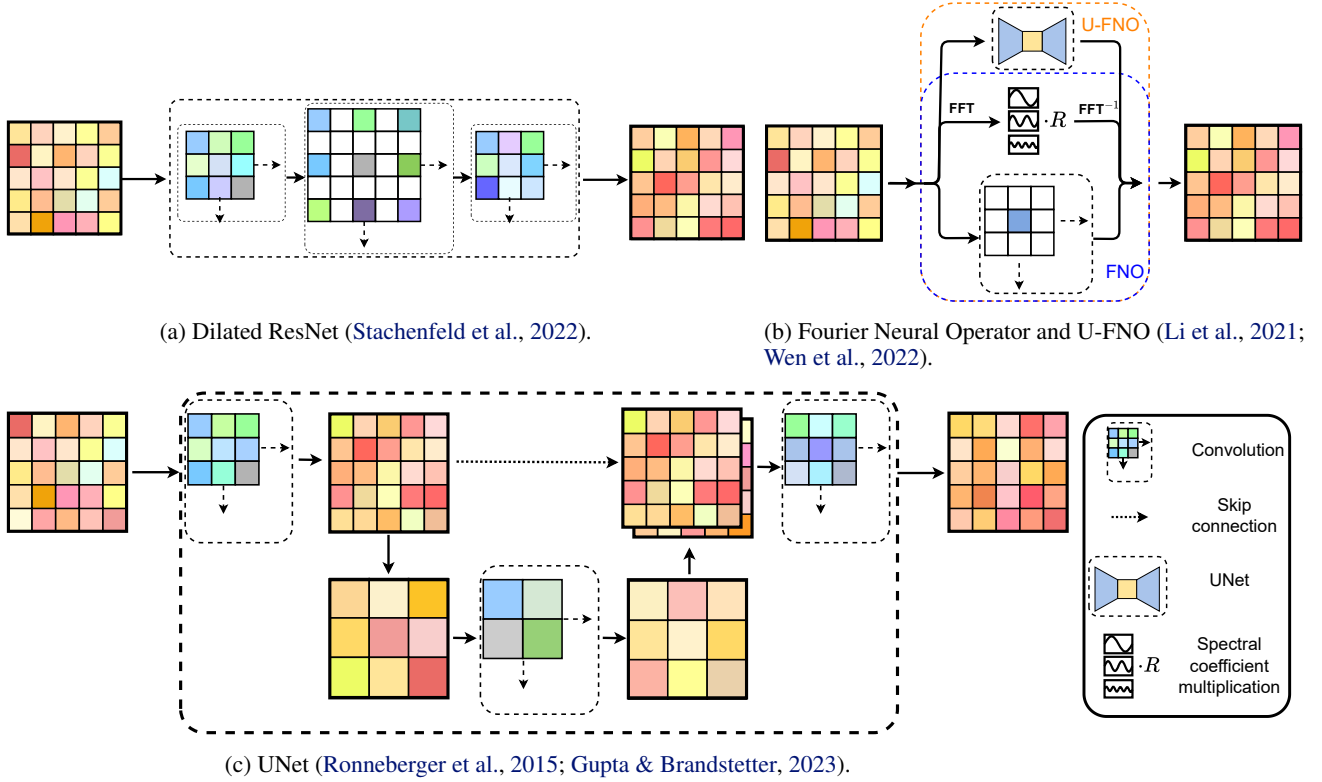 U-FNO
FFT
· R
FFT⁻¹
FNO
(a) Dilated ResNet (Stachenfeld et al., 2022).
(b) Fourier Neural Operator and U-FNO (Li et al., 2021;
Wen et al., 2022).
Convolution
Skip
connection
UNet
· R
Spectral
coefficient
multiplication
(c) UNet (Ronneberger et al., 2015; Gupta & Brandstetter, 2023).